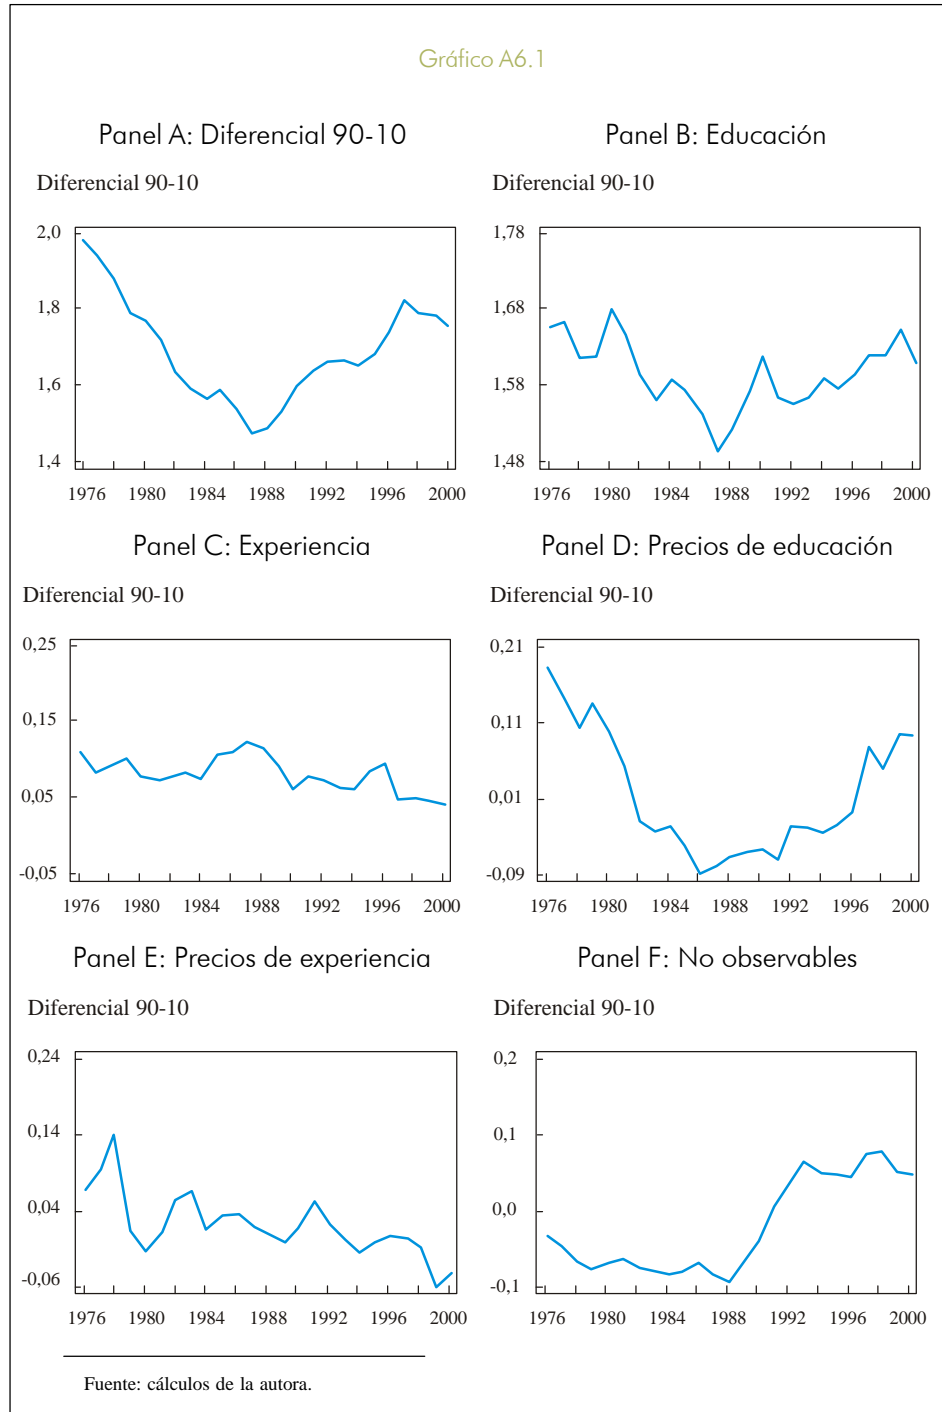 Gráfico A6.1
Panel A: Diferencial 90-10
Diferencial 90-10
2,0
1,8
1,6
1,4
1976 1980 1984 1988 1992 1996 2000
Panel B: Educación
Diferencial 90-10
1,78
1,68
1,58
1,48
1976 1980 1984 1988 1992 1996 2000
Panel C: Experiencia
Diferencial 90-10
0,25
0,15
0,05
-0,05
1976 1980 1984 1988 1992 1996 2000
Panel D: Precios de educación
Diferencial 90-10
0,21
0,11
0,01
-0,09
1976 1980 1984 1988 1992 1996 2000
Panel E: Precios de experiencia
Diferencial 90-10
0,24
0,14
0,04
-0,06
1976 1980 1984 1988 1992 1996 2000
Panel F: No observables
Diferencial 90-10
0,2
0,1
0,0
-0,1
1976 1980 1984 1988 1992 1996 2000
Fuente: cálculos de la autora.